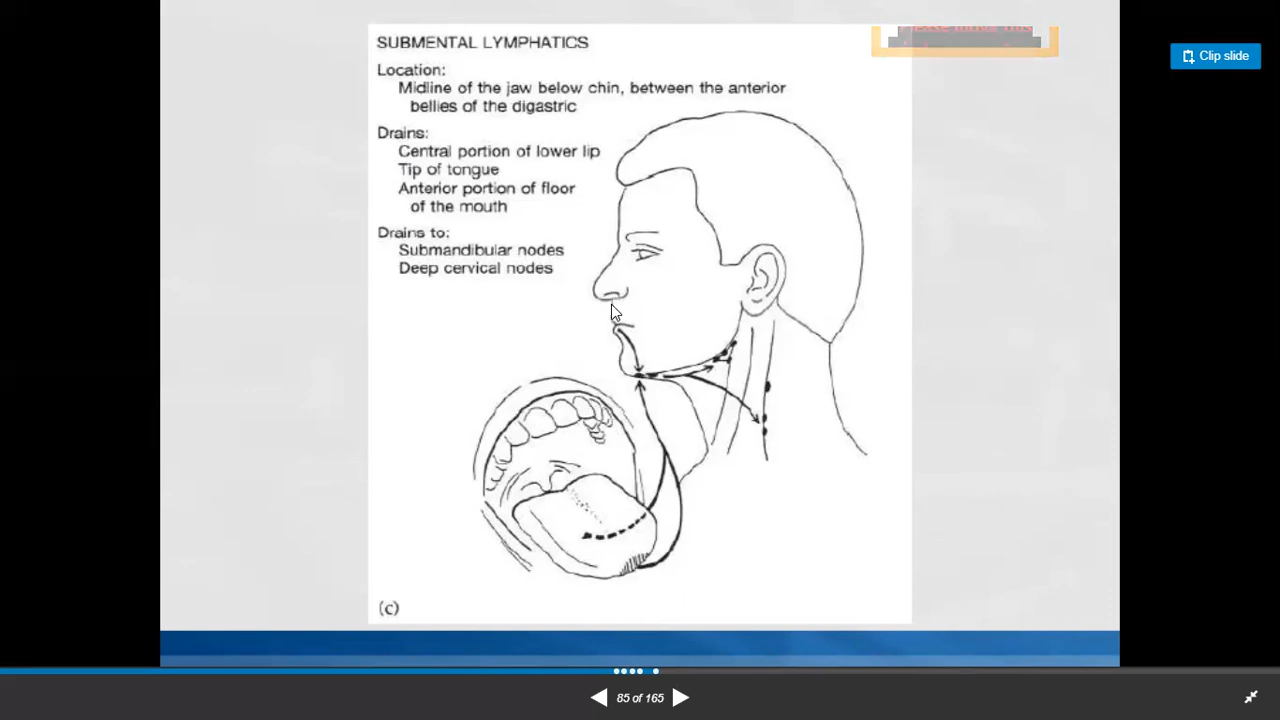 SUBMENTAL LYMPHATICS
Location:
Midline of the jaw below chin, between the anterior
bellies of the digastric
Drains:
Central portion of lower lip
Tip of tongue
Anterior portion of floor
of the mouth
Drains to:
Submandibular nodes
Deep cervical nodes
(c)
Clip slide
85 of 165